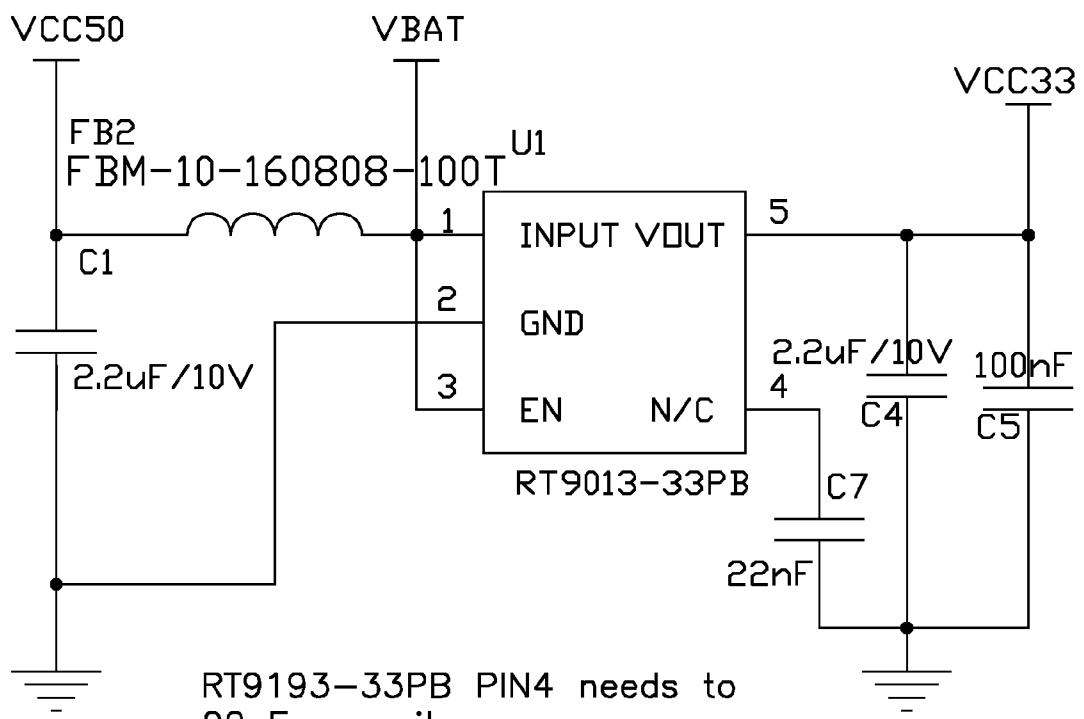 VCC50
VBAT
VCC33
FB2
FBM-10-160808-100T
U1
1
INPUT VOUT
5
C1
2
GND
2.2uF/10V
2.2uF/10V
100nF
3
EN
N/C
4
C4
C5
RT9013-33PB
C7
22nF
RT9193-33PB PIN4 needs to